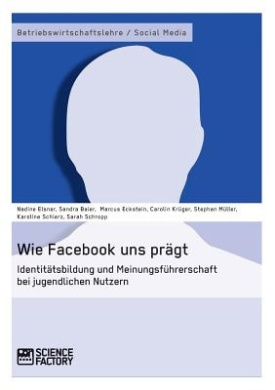 Betriebswirtschaftslehre / Social Media
Nadine Elsner, Sandra Baier, Marcus Eckstein, Carolin Krüger, Stephan Müller,
Karoline Schierz, Sarah Schropp
Wie Facebook uns prägt
Identitätsbildung und Meinungsführerschaft
bei jugendlichen Nutzern
SCIENCE
FACTORY